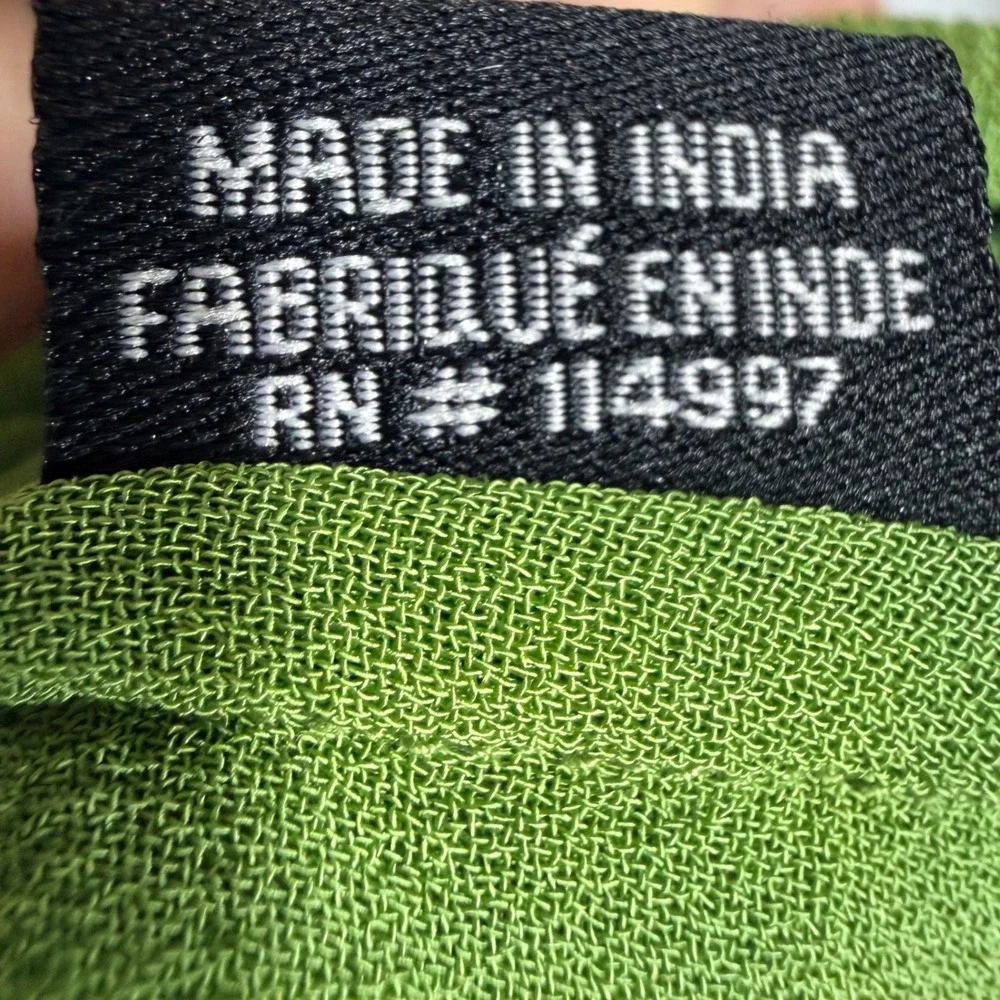 MADE IN INDIA
FABRIQUÉ EN INDE
RN # 114997